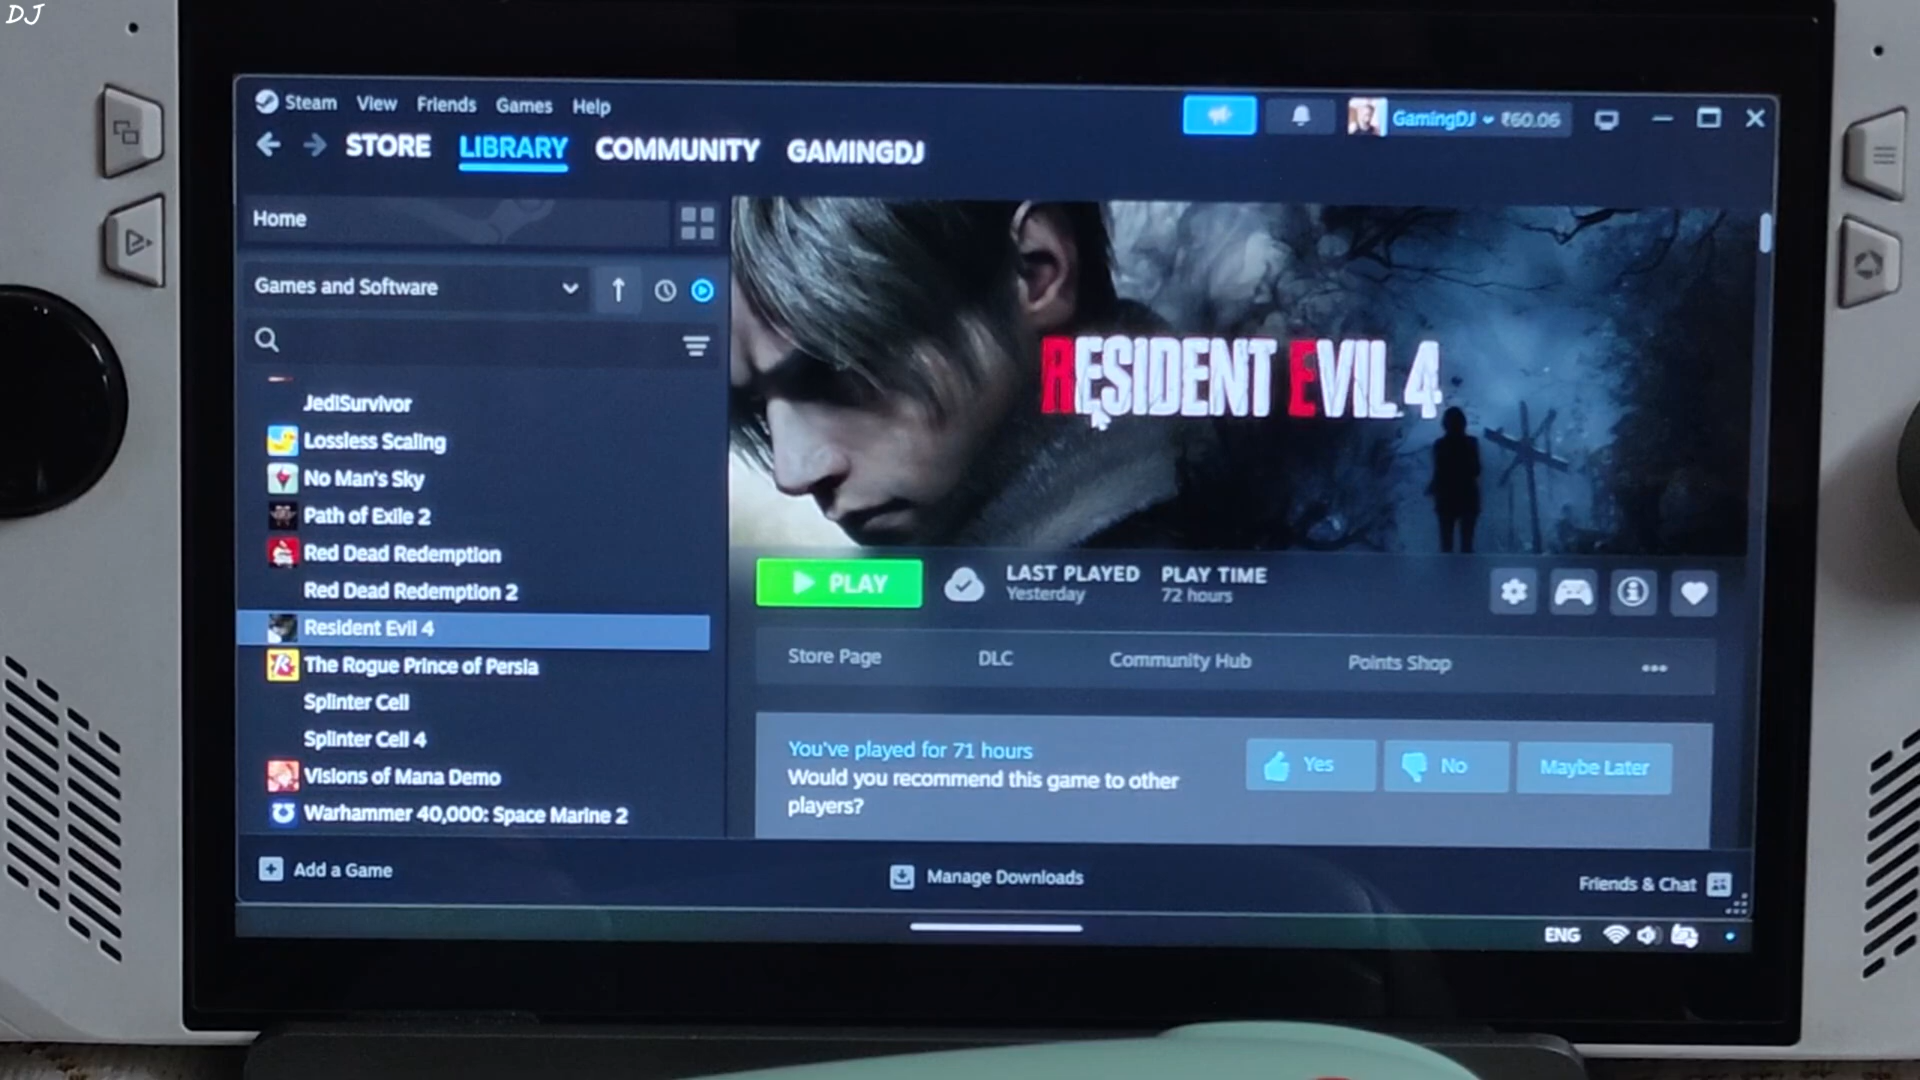 DJ
Steam View Friends Games Help
GamingDJ ₹60.06
STORE LIBRARY COMMUNITY GAMINGDJ
Home
Games and Software
JediSurvivor
Lossless Scaling
No Man's Sky
Path of Exile 2
Red Dead Redemption
Red Dead Redemption 2
Resident Evil 4
The Rogue Prince of Persia
Splinter Cell
Splinter Cell 4
Visions of Mana Demo
Warhammer 40,000: Space Marine 2
RESIDENT EVIL 4
PLAY
LAST PLAYED
Yesterday
PLAY TIME
72 hours
Store Page DLC Community Hub Points Shop
You've played for 71 hours
Would you recommend this game to other
players?
Yes No Maybe Later
Add a Game
Manage Downloads
Friends & Chat
ENG